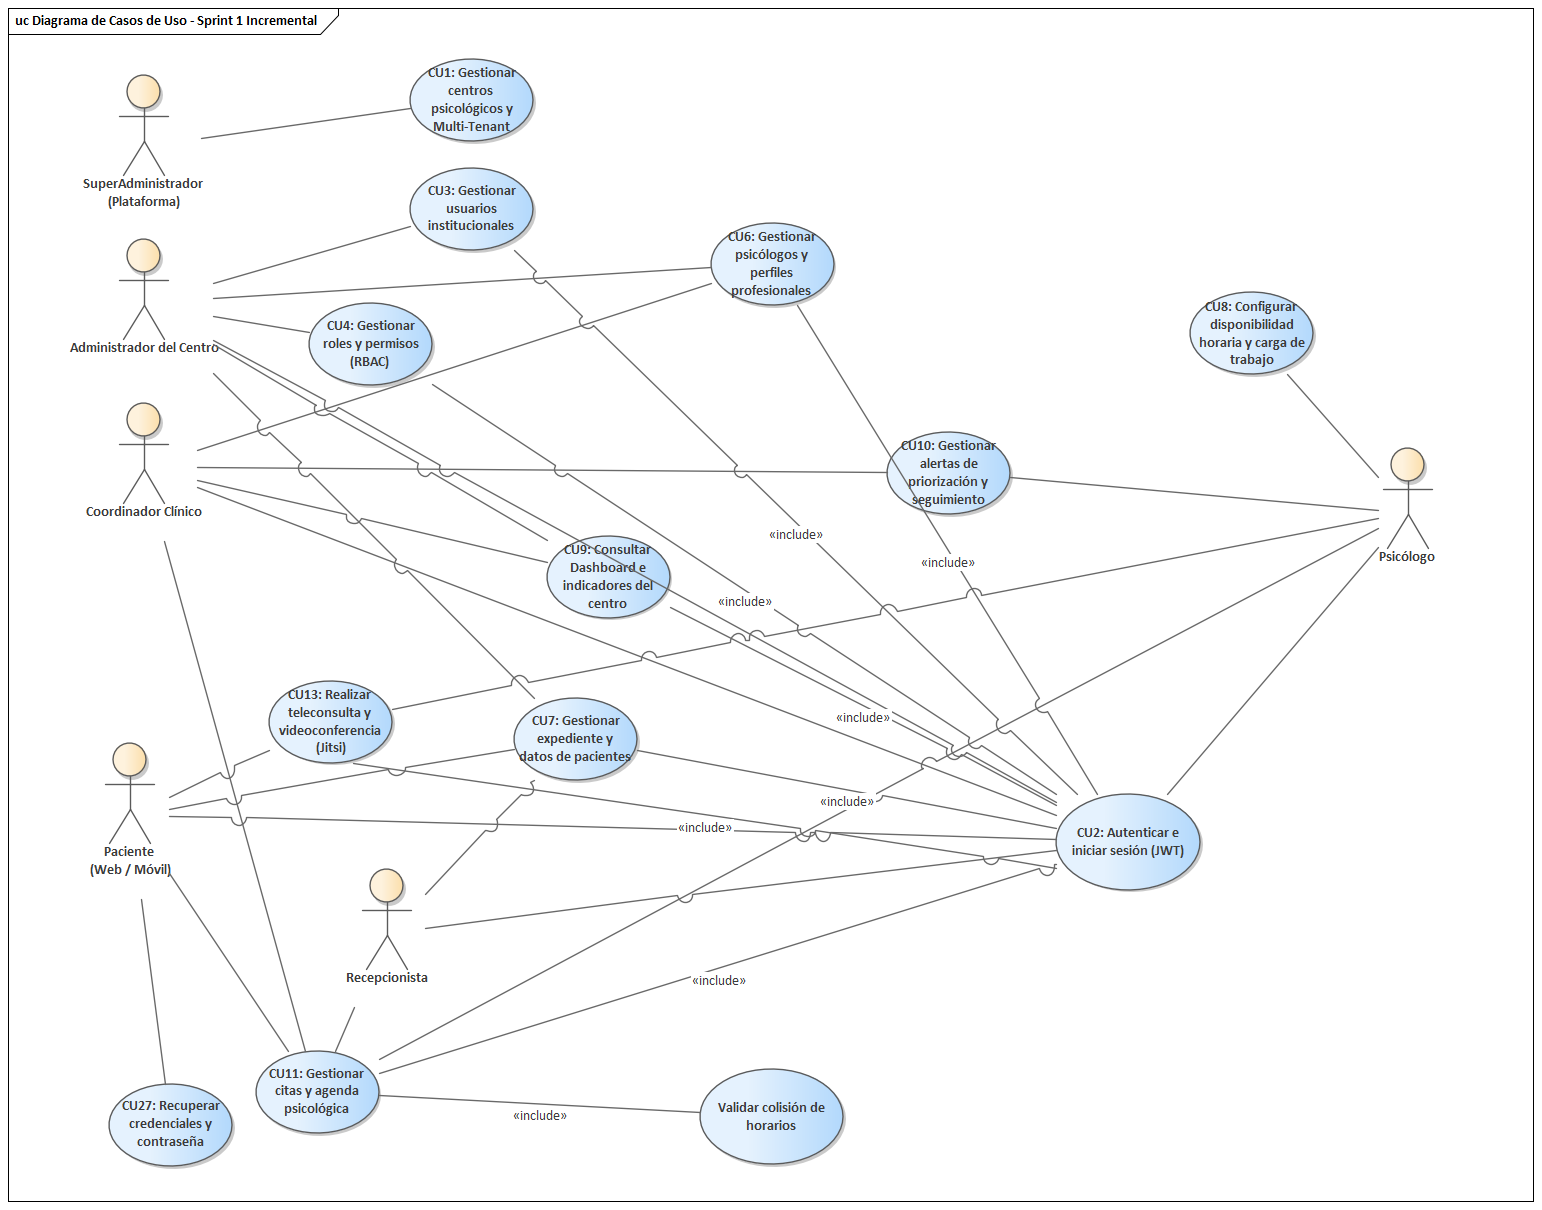 uc Diagrama de Casos de Uso - Sprint 1 Incremental
CU1: Gestionar
centros
psicológicos y
Multi-Tenant
SuperAdministrador
(Plataforma)
CU3: Gestionar
usuarios
institucionales
CU6: Gestionar
psicólogos y
perfiles
profesionales
CU8: Configurar
disponibilidad
horaria y carga de
trabajo
Administrador del Centro
CU4: Gestionar
roles y permisos
(RBAC)
CU10: Gestionar
alertas de
priorización y
seguimiento
Coordinador Clínico
Psicólogo
«include»
«include»
CU9: Consultar
Dashboard e
indicadores del
centro
«include»
CU13: Realizar
teleconsulta y
videoconferencia
(Jitsi)
CU7: Gestionar
expediente y
datos de pacientes
«include»
«include»
«include»
CU2: Autenticar e
iniciar sesión (JWT)
Paciente
(Web / Móvil)
Recepcionista
«include»
CU11: Gestionar
citas y agenda
psicológica
«include»
Validar colisión de
horarios
CU27: Recuperar
credenciales y
contraseña